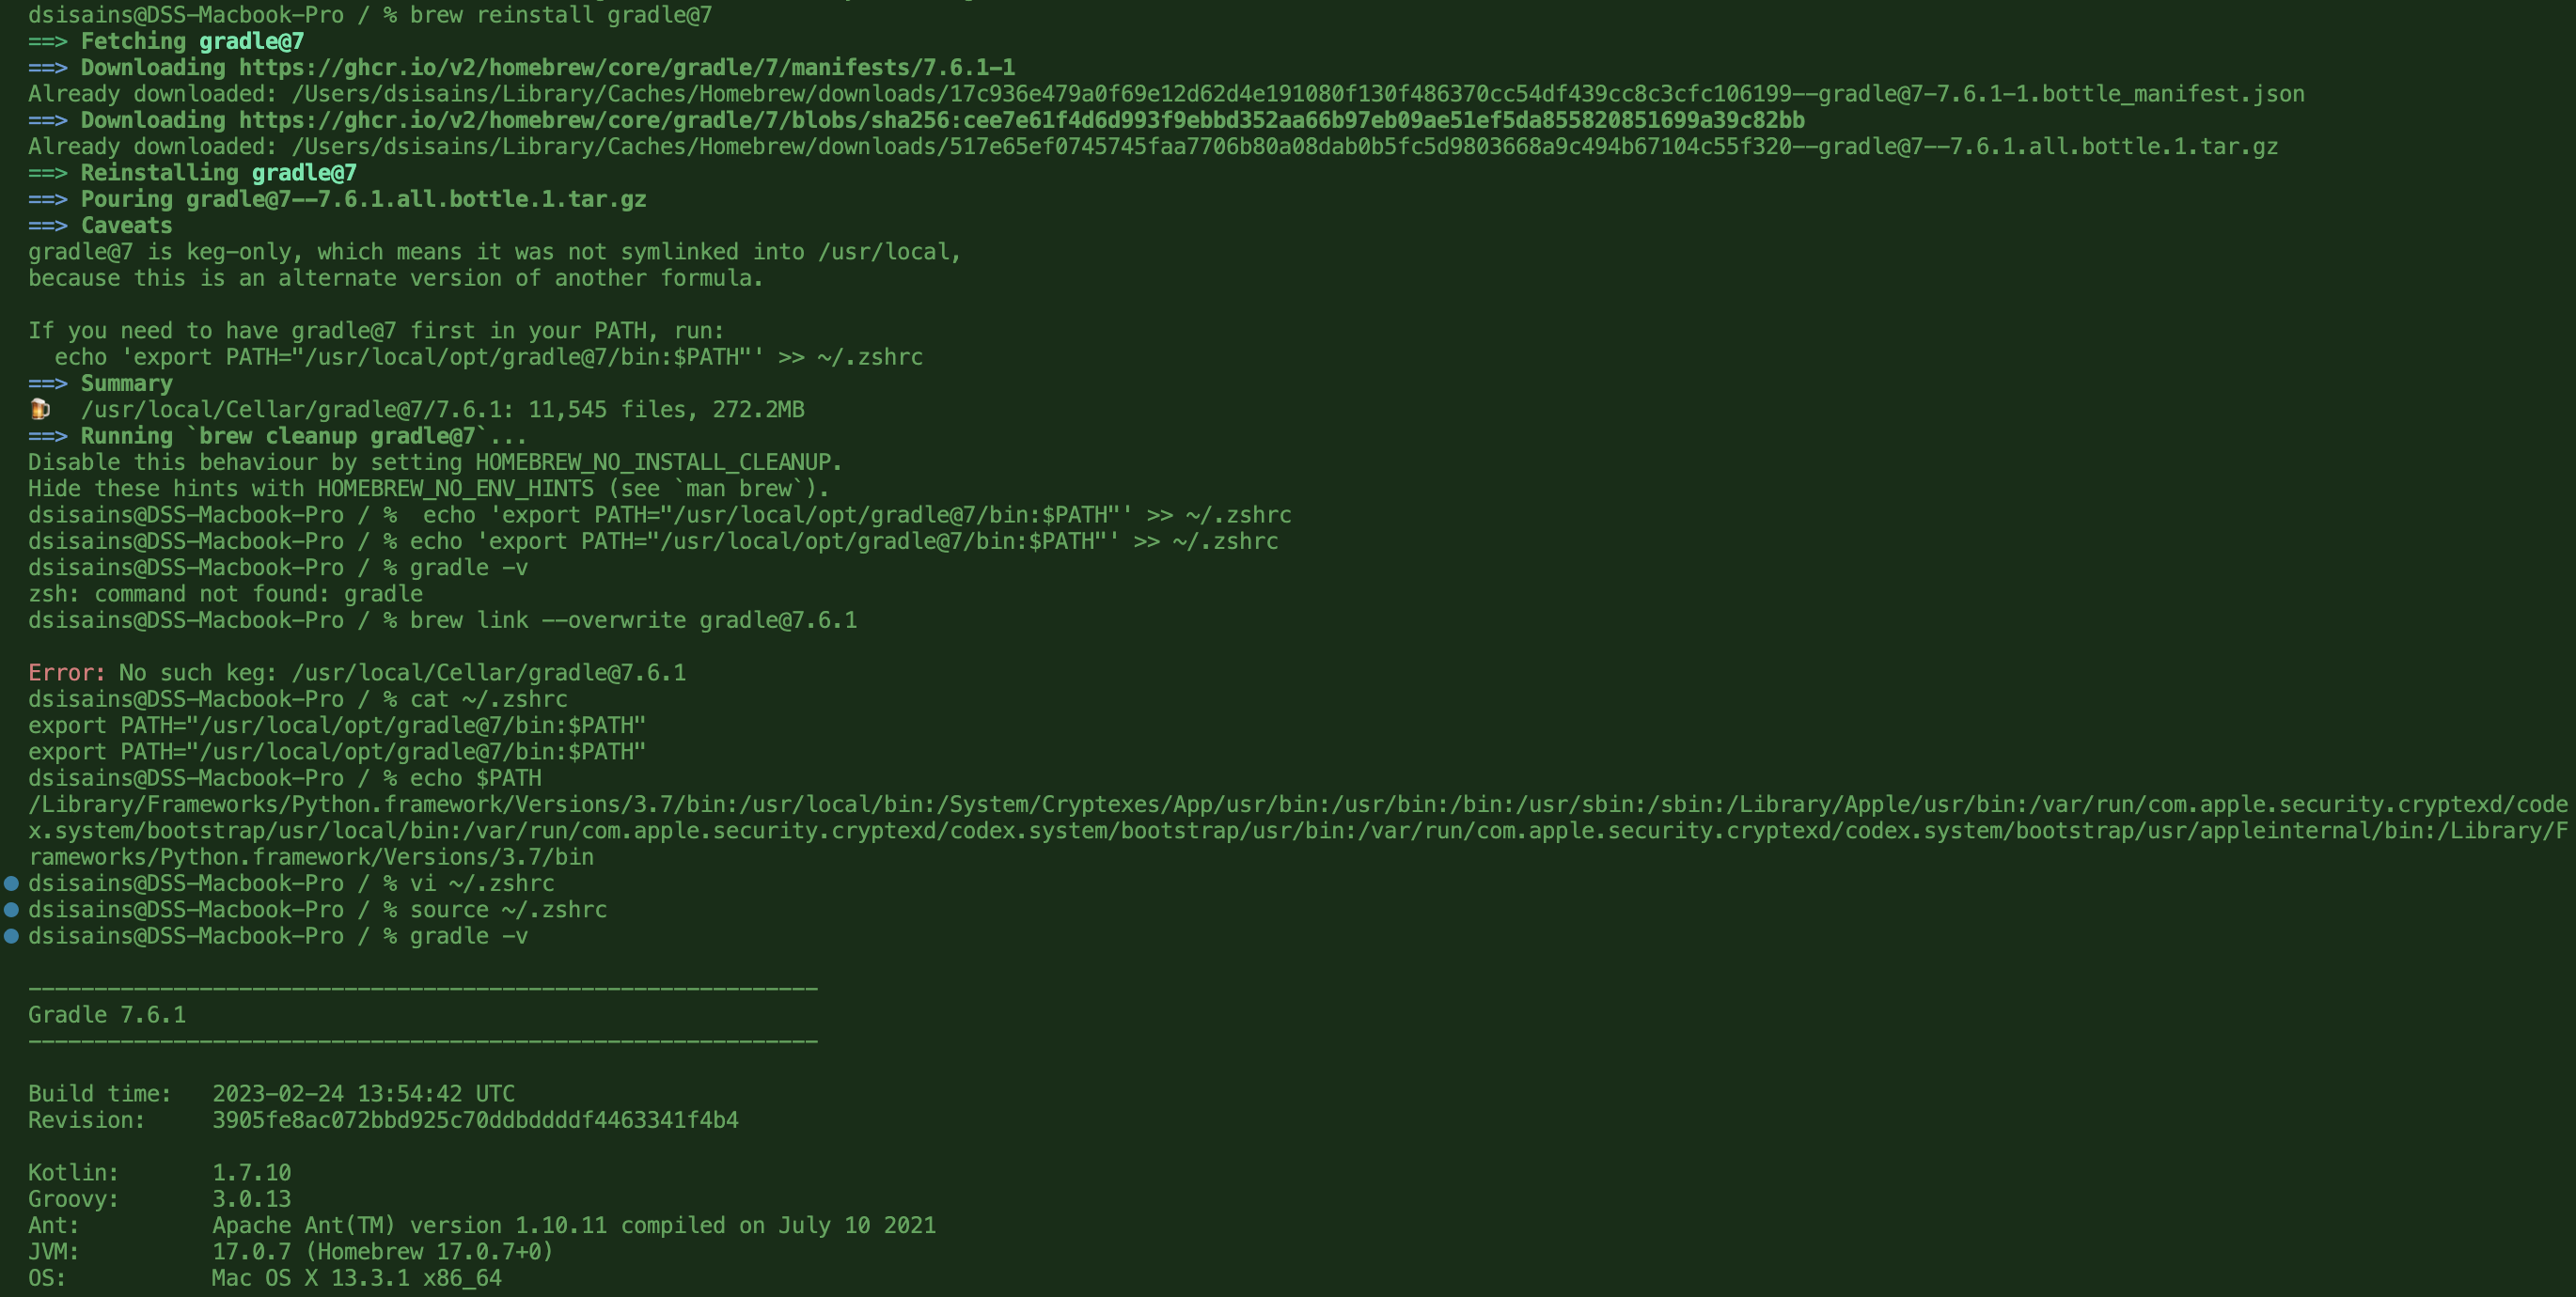 dsisains@DSS-Macbook-Pro / % brew reinstall gradle@7
==> Fetching gradle@7
==> Downloading https://ghcr.io/v2/homebrew/core/gradle/7/manifests/7.6.1-1
Already downloaded: /Users/dsisains/Library/Caches/Homebrew/downloads/17c936e479a0f69e12d62d4e191080f130f486370cc54df439cc8c3cfc106199--gradle@7-7.6.1-1.bottle_manifest.json
==> Downloading https://ghcr.io/v2/homebrew/core/gradle/7/blobs/sha256:cee7e61f4d6d993f9ebbd352aa66b97eb09ae51ef5da855820851699a39c82bb
Already downloaded: /Users/dsisains/Library/Caches/Homebrew/downloads/517e65ef0745745faa7706b80a08dab0b5fc5d9803668a9c494b67104c55f320--gradle@7--7.6.1.all.bottle.1.tar.gz
==> Reinstalling gradle@7
==> Pouring gradle@7--7.6.1.all.bottle.1.tar.gz
==> Caveats
gradle@7 is keg-only, which means it was not symlinked into /usr/local,
because this is an alternate version of another formula.

If you need to have gradle@7 first in your PATH, run:
  echo 'export PATH="/usr/local/opt/gradle@7/bin:$PATH"' >> ~/.zshrc
==> Summary
🍺  /usr/local/Cellar/gradle@7/7.6.1: 11,545 files, 272.2MB
==> Running `brew cleanup gradle@7`...
Disable this behaviour by setting HOMEBREW_NO_INSTALL_CLEANUP.
Hide these hints with HOMEBREW_NO_ENV_HINTS (see `man brew`).
dsisains@DSS-Macbook-Pro / %  echo 'export PATH="/usr/local/opt/gradle@7/bin:$PATH"' >> ~/.zshrc
dsisains@DSS-Macbook-Pro / % echo 'export PATH="/usr/local/opt/gradle@7/bin:$PATH"' >> ~/.zshrc
dsisains@DSS-Macbook-Pro / % gradle -v
zsh: command not found: gradle
dsisains@DSS-Macbook-Pro / % brew link --overwrite gradle@7.6.1

Error: No such keg: /usr/local/Cellar/gradle@7.6.1
dsisains@DSS-Macbook-Pro / % cat ~/.zshrc
export PATH="/usr/local/opt/gradle@7/bin:$PATH"
export PATH="/usr/local/opt/gradle@7/bin:$PATH"
dsisains@DSS-Macbook-Pro / % echo $PATH
/Library/Frameworks/Python.framework/Versions/3.7/bin:/usr/local/bin:/System/Cryptexes/App/usr/bin:/usr/bin:/bin:/usr/sbin:/sbin:/Library/Apple/usr/bin:/var/run/com.apple.security.cryptexd/code
x.system/bootstrap/usr/local/bin:/var/run/com.apple.security.cryptexd/codex.system/bootstrap/usr/bin:/var/run/com.apple.security.cryptexd/codex.system/bootstrap/usr/appleinternal/bin:/Library/F
rameworks/Python.framework/Versions/3.7/bin
dsisains@DSS-Macbook-Pro / % vi ~/.zshrc
dsisains@DSS-Macbook-Pro / % source ~/.zshrc
dsisains@DSS-Macbook-Pro / % gradle -v

------------------------------------------------------------
Gradle 7.6.1
------------------------------------------------------------

Build time:   2023-02-24 13:54:42 UTC
Revision:     3905fe8ac072bbd925c70ddbddddf4463341f4b4

Kotlin:       1.7.10
Groovy:       3.0.13
Ant:          Apache Ant(TM) version 1.10.11 compiled on July 10 2021
JVM:          17.0.7 (Homebrew 17.0.7+0)
OS:           Mac OS X 13.3.1 x86_64